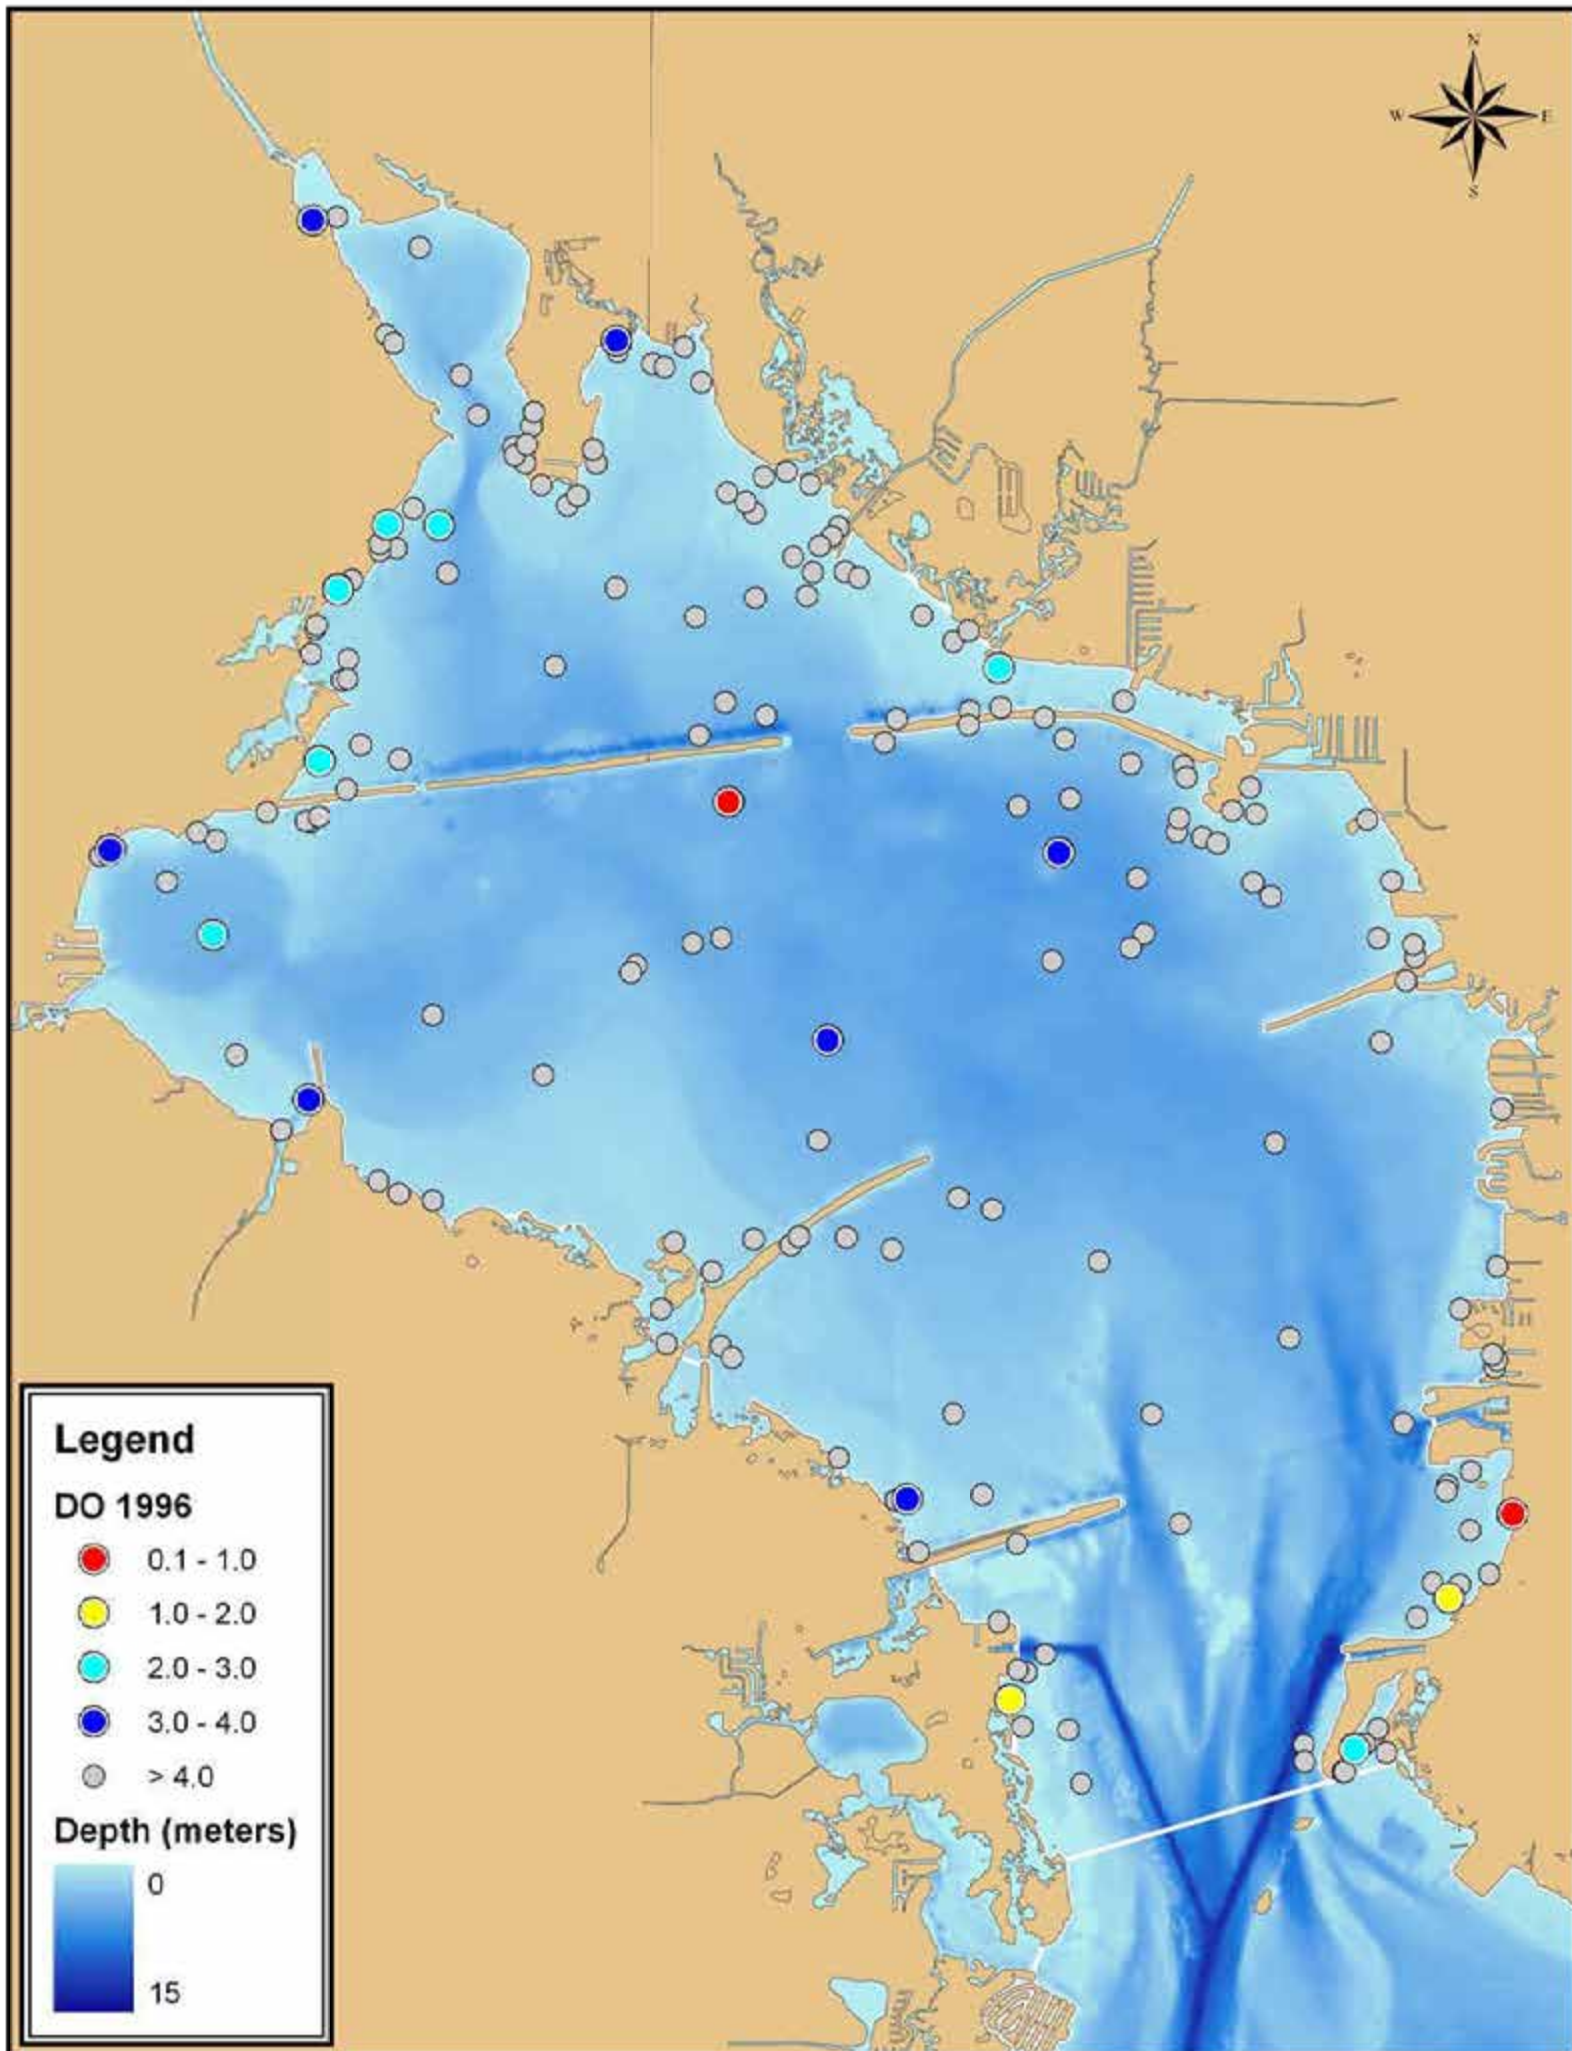 N
W E
S
Legend
DO 1996
0.1 - 1.0
1.0 - 2.0
2.0 - 3.0
3.0 - 4.0
> 4.0
Depth (meters)
0
15